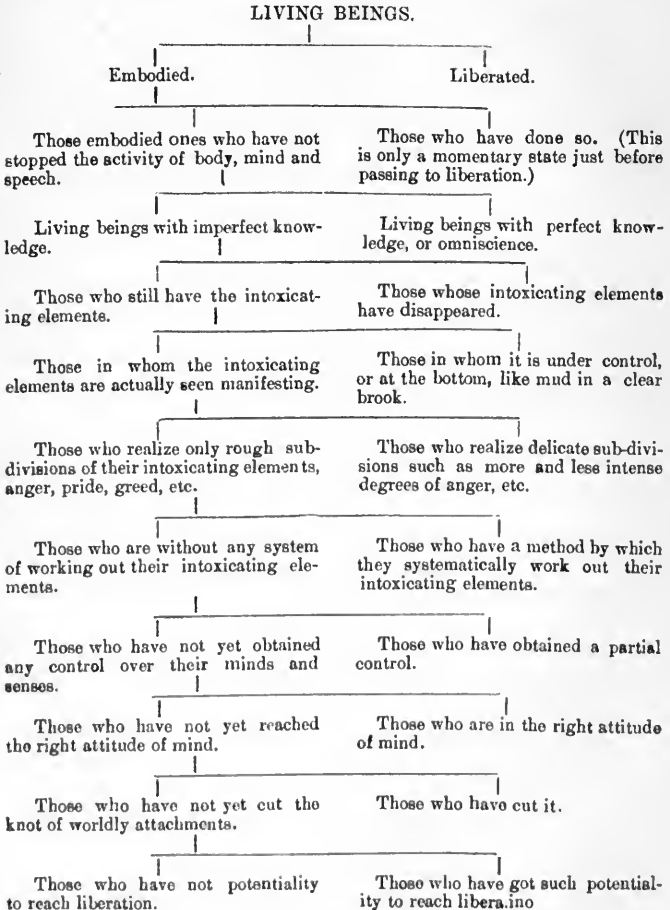 LIVING BEINGS.
Embodied.
Liberated.
Those embodied ones who have not
stopped the activity of body, mind and
speech.
Those who have done so. (This
is only a momentary state just before
passing to liberation.)
Living beings with imperfect know-
ledge.
Living beings with perfect know-
ledge, or omniscience.
Those who still have the intoxicat-
ing elements.
Those whose intoxicating elements
have disappeared.
Those in whom the intoxicating
elements are actually seen manifesting.
Those in whom it is under control,
or at the bottom, like mud in a clear
brook.
Those who realize only rough sub-
divisions of their intoxicating elements,
anger, pride, greed, etc.
Those who realize delicate sub-divi-
sions such as more and less intense
degrees of anger, etc.
Those who are without any system
of working out their intoxicating ele-
ments.
Those who have a method by which
they systematically work out their
intoxicating elements.
Those who have not yet obtained
any control over their minds and
senses.
Those who have obtained a partial
control.
Those who have not yet reached
the right attitude of mind.
Those who are in the right attitude
of mind.
Those who have not yet cut the
knot of worldly attachments.
Those who have cut it.
Those who have not potentiality
to reach liberation.
Those who have got such potential-
ity to reach libera.ino